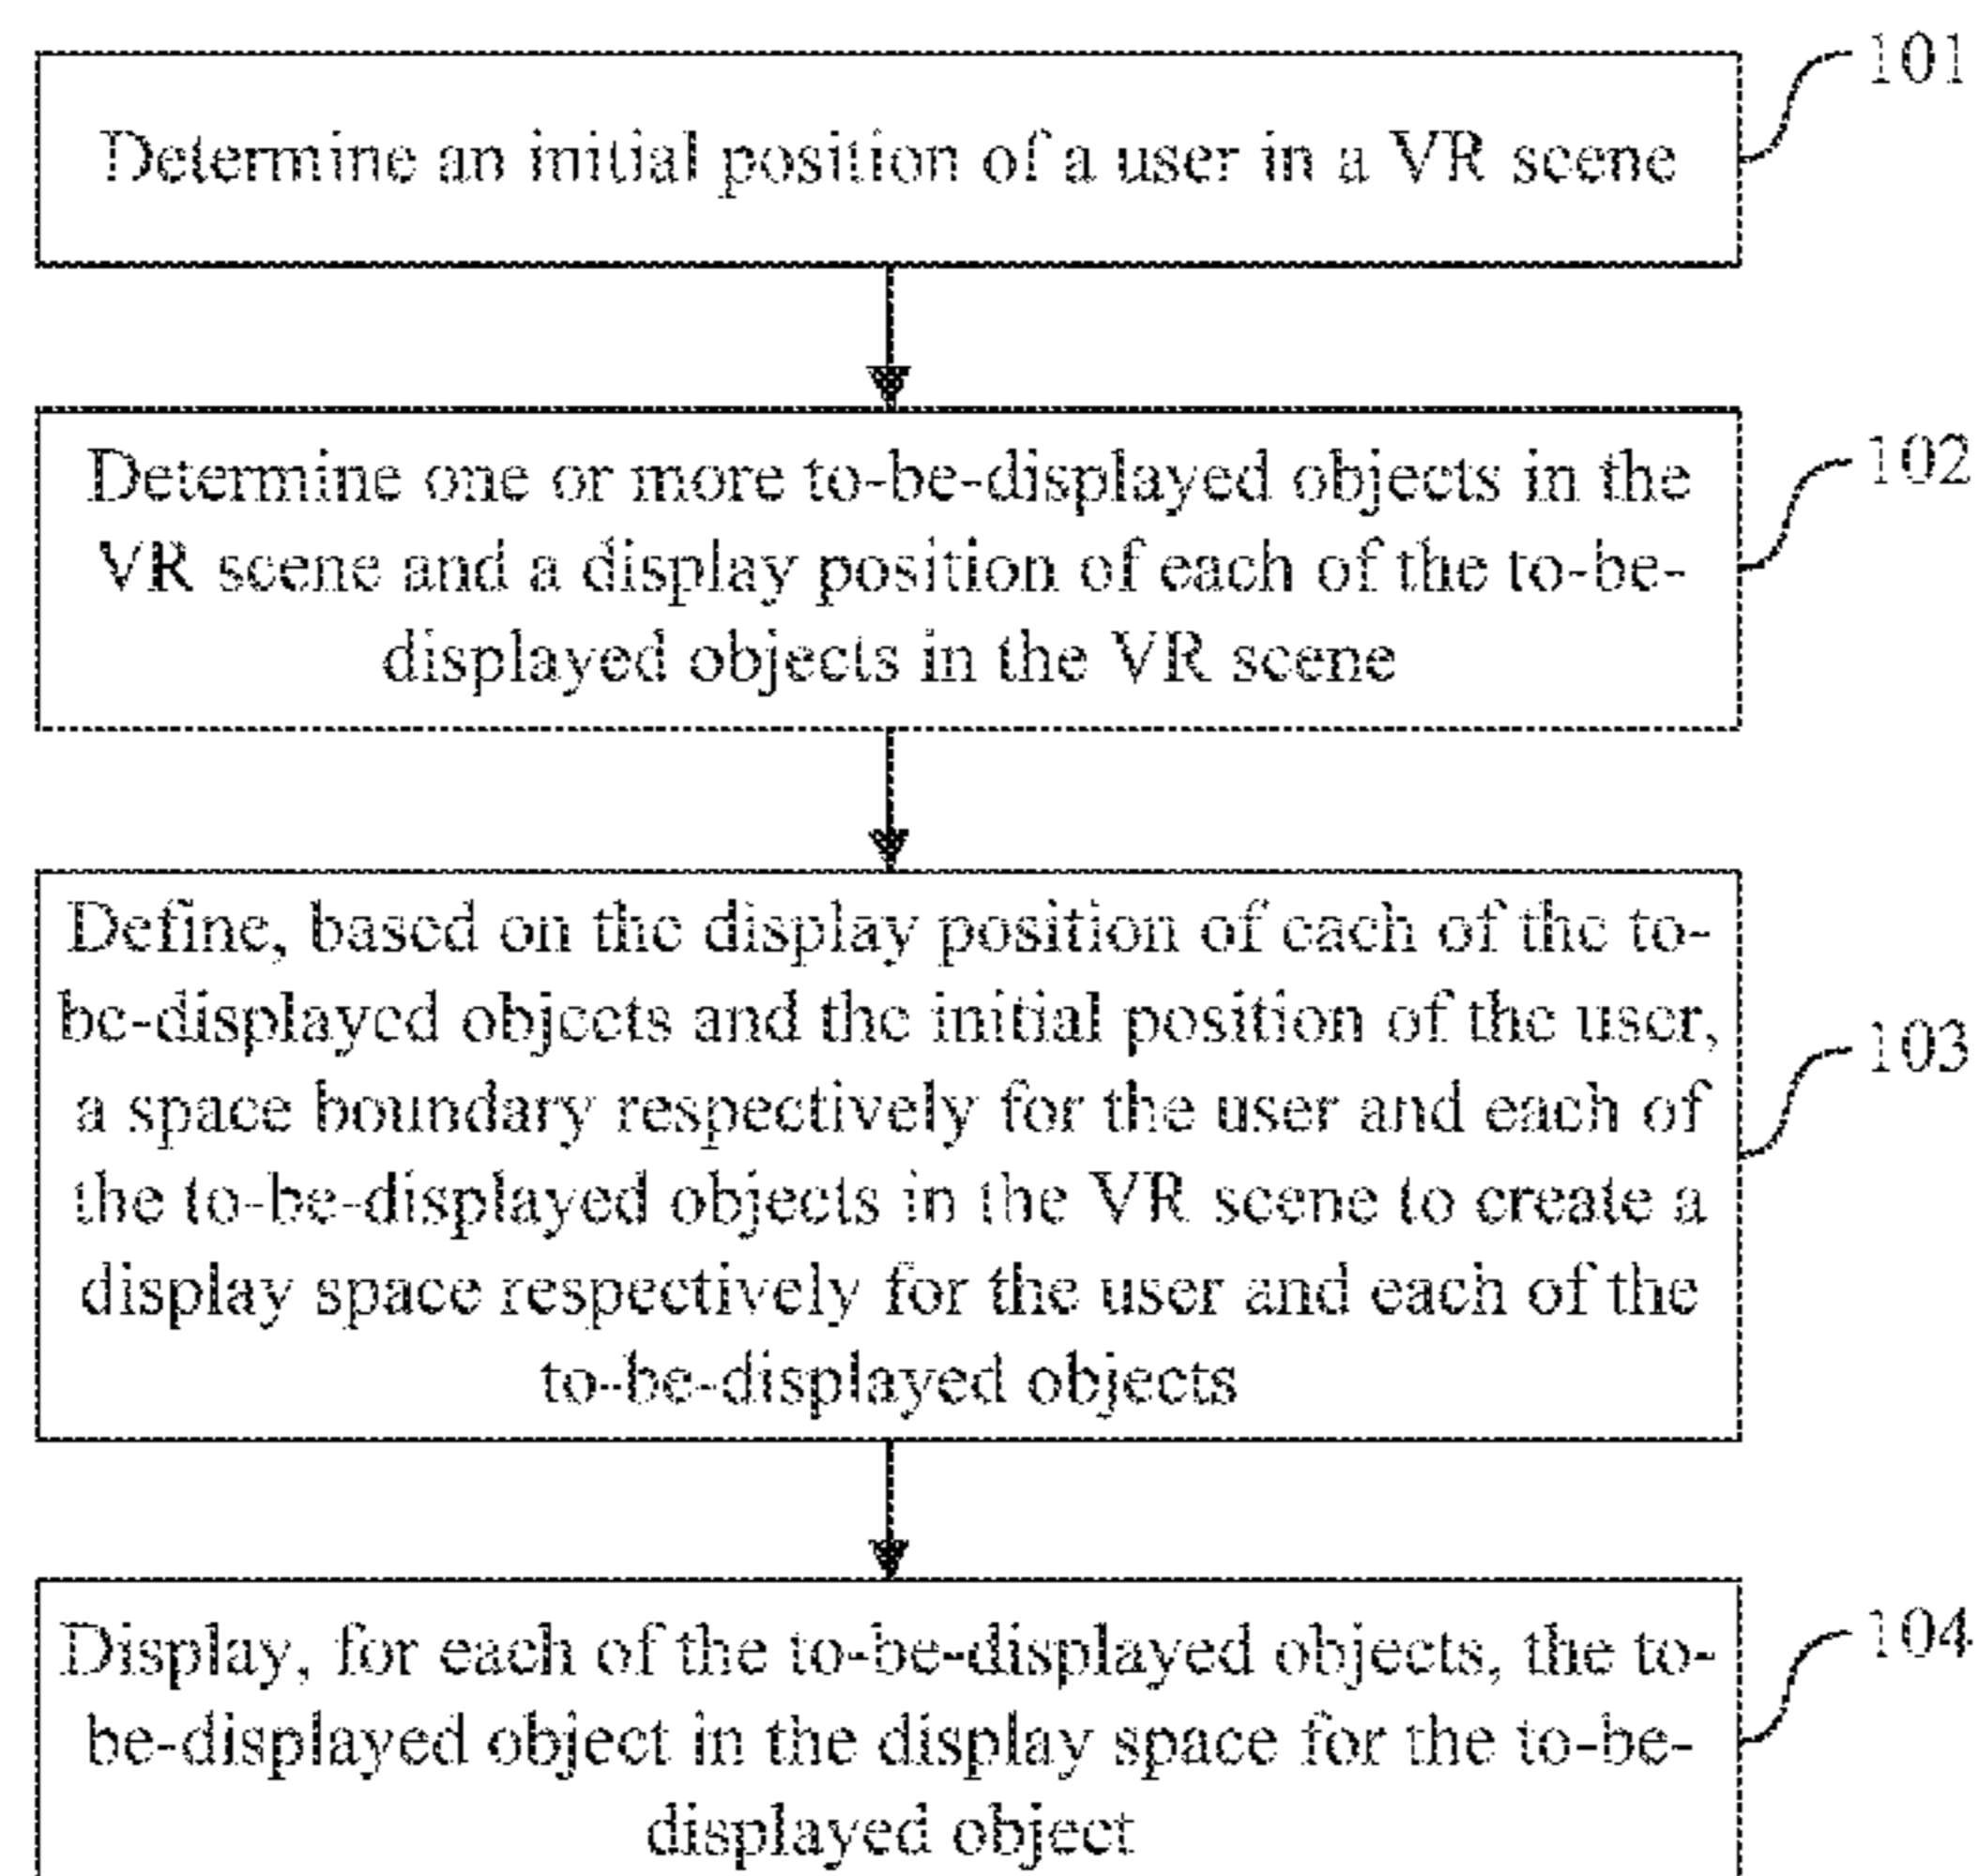 101
Determine an initial position of a user in a VR scene
102
Determine one or more to-be-displayed objects in the
VR scene and a display position of each of the to-be-
displayed objects in the VR scene
Define, based on the display position of each of the to-
be-displayed objects and the initial position of the user,
103
a space boundary respectively for the user and each of
the to-be-displayed objects in the VR scene to create a
display space respectively for the user and each of the
to-be-displayed objects
104
Display, for each of the to-be-displayed objects, the to-
be-displayed object in the display space for the to-be-
displayed object